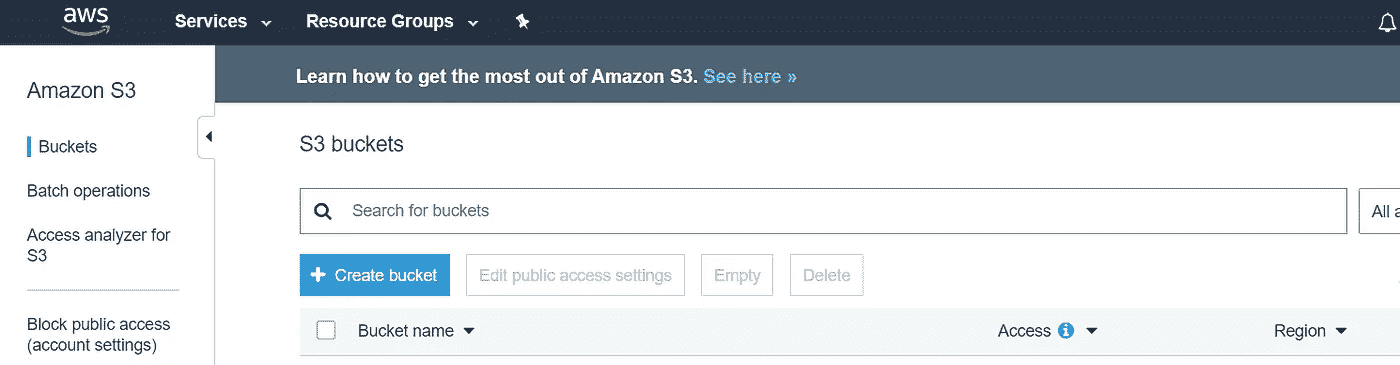 aws Services Resource Groups
Learn how to get the most out of Amazon S3. See here »
Amazon S3
Buckets
Batch operations
Access analyzer for
S3
Block public access
(account settings)
S3 buckets
Search for buckets
All a
+ Create bucket Edit public access settings Empty Delete
Bucket name Access i Region